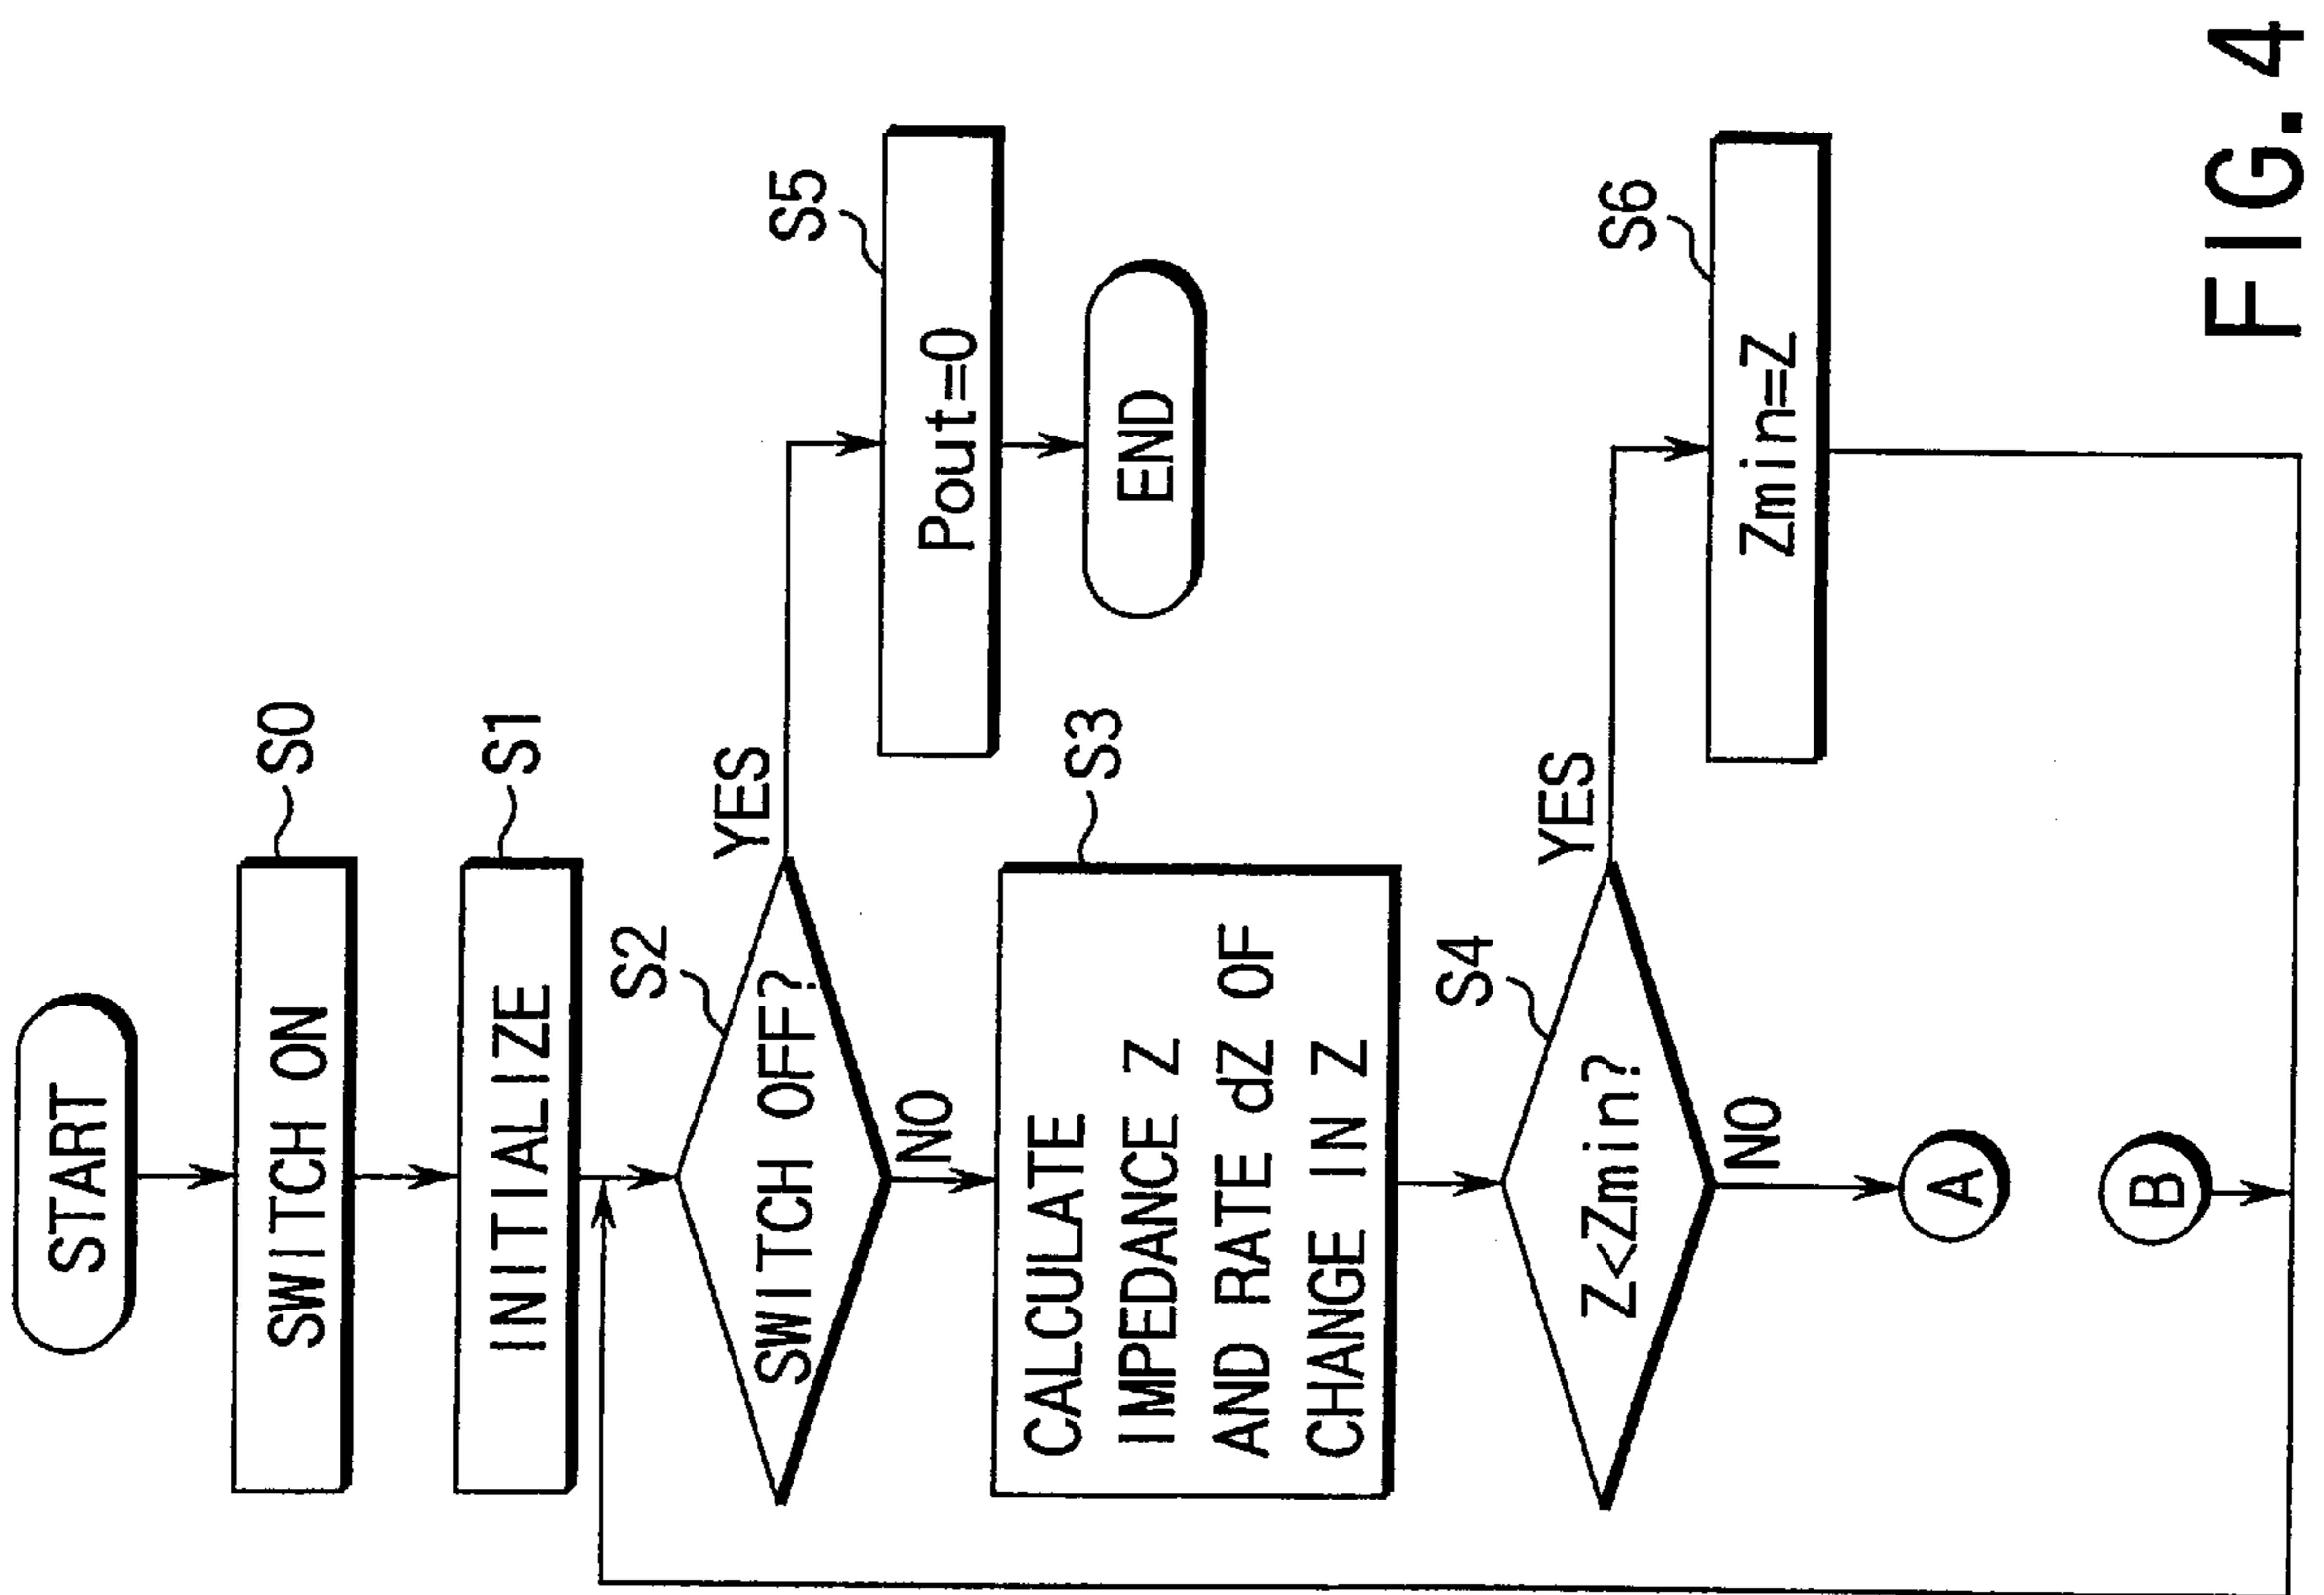 START
SWITCH ON
S0
INITIALIZE
S1
S2
SWITCH OFF?
YES
NO
S5
Pout=0
END
S3
CALCULATE
IMPEDANCE Z
AND RATE dZ OF
CHANGE IN Z
S4
Z<Zmin?
YES
NO
S6
Zmin=Z
A
B
FIG. 4